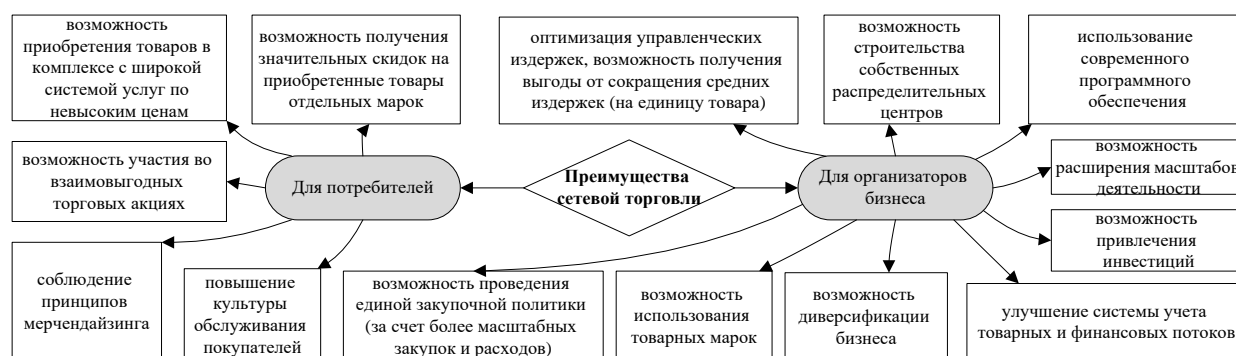 возможность
приобретения товаров в
комплексе с широкой
системой услуг по
невысоким ценам
возможность получения
значительных скидок на
приобретенные товары
отдельных марок
оптимизация управленческих
издержек, возможность получения
выгоды от сокращения средних
издержек (на единицу товара)
возможность
строительства
собственных
распределительных
центров
использование
современного
программного
обеспечения
возможность участия во
взаимовыгодных
торговых акциях
Для потребителей
Преимущества
сетевой торговли
Для организаторов
бизнеса
возможность
расширения масштабов
деятельности
возможность
привлечения
инвестиций
соблюдение
принципов
мерчендайзинга
повышение
культуры
обслуживания
покупателей
возможность проведения
единой закупочной политики
(за счет более масштабных
закупок и расходов)
возможность
использования
товарных марок
возможность
диверсификации
бизнеса
улучшение системы учета
товарных и финансовых потоков